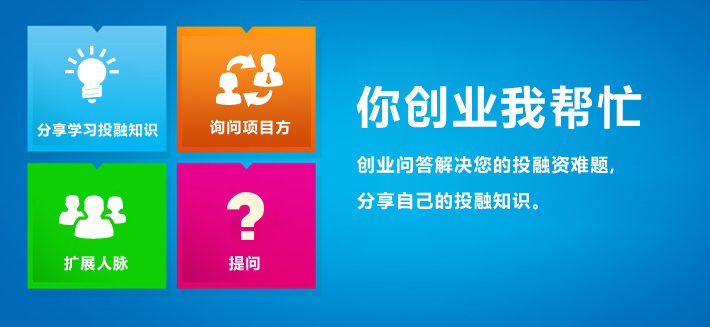 分享学习投融知识
询问项目方
扩展人脉
?
提问
你创业我帮忙
创业问答解决您的投融资难题,
分享自己的投融知识。